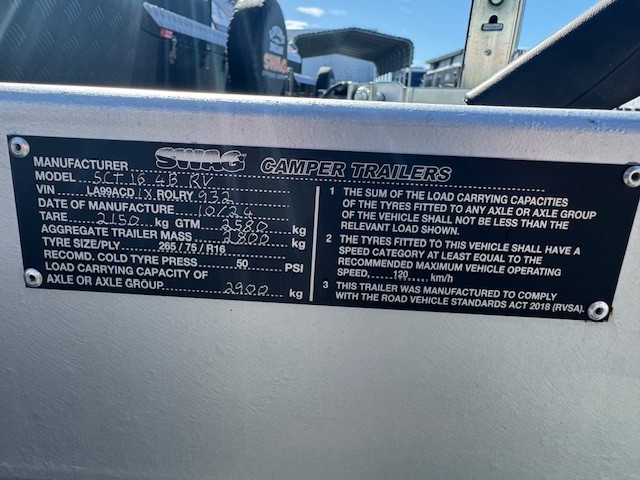 SWAG
MANUFACTURER SWAG CAMPER TRAILERS
MODEL SCT 16 4B RV
VIN LA99ACD1XR0LRY932
DATE OF MANUFACTURE 10/24
TARE 2150 kg GTM 2580 kg
AGGREGATE TRAILER MASS 2800 kg
TYRE SIZE/PLY 265/75/R16
RECOMD. COLD TYRE PRESS 50 PSI
LOAD CARRYING CAPACITY OF
AXLE OR AXLE GROUP 2900 kg
1 THE SUM OF THE LOAD CARRYING CAPACITIES
OF THE TYRES FITTED TO ANY AXLE OR AXLE GROUP
OF THE VEHICLE SHALL NOT BE LESS THAN THE
RELEVANT LOAD SHOWN.
2 THE TYRES FITTED TO THIS VEHICLE SHALL HAVE A
SPEED CATEGORY AT LEAST EQUAL TO THE
RECOMMENDED MAXIMUM VEHICLE OPERATING
SPEED, 120 km/h
3 THIS TRAILER WAS MANUFACTURED TO COMPLY
WITH THE ROAD VEHICLE STANDARDS ACT 2018 (RVSA).